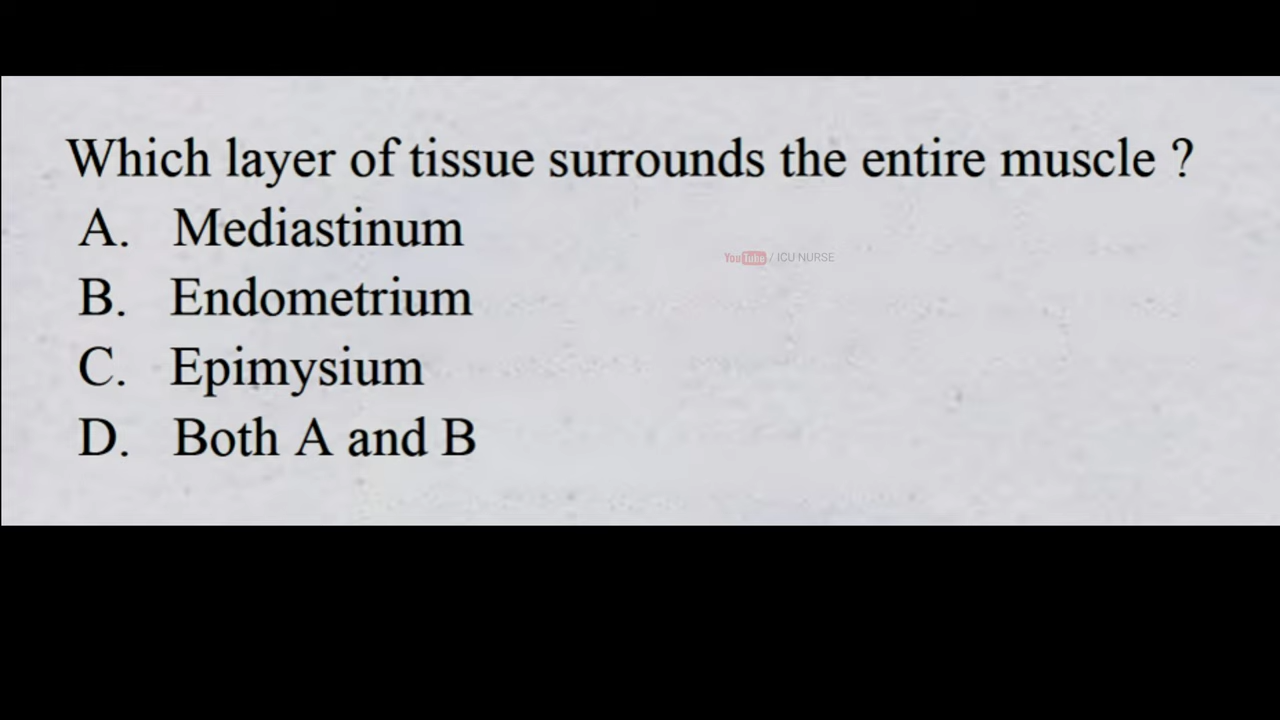 Which layer of tissue surrounds the entire muscle ?
A. Mediastinum
YouTube / ICU NURSE
B. Endometrium
C. Epimysium
D. Both A and B